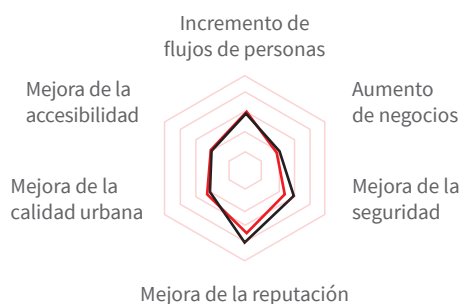 Incremento de
flujos de personas
Mejora de la
accesibilidad
Aumento
de negocios
Mejora de la
calidad urbana
Mejora de la
seguridad
Mejora de la reputación